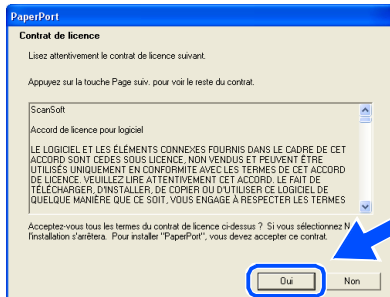 PaperPort
Contrat de licence
Lisez attentivement le contrat de licence suivant.
Appuyez sur la touche Page suiv. pour voir le reste du contrat.
ScanSoft
Accord de licence pour logiciel
LE LOGICIEL ET LES ÉLÉMENTS CONNEXES FOURNIS DANS LE CADRE DE CET
ACCORD SONT CEDES SOUS LICENCE, NON VENDUS ET PEUVENT ÊTRE
UTILISÉS UNIQUEMENT EN CONFORMITE AVEC LES TERMES DE CET ACCORD
DE LICENCE. VEUILLEZ LIRE ATTENTIVEMENT CET ACCORD. LE FAIT DE
TÉLÉCHARGER, D'INSTALLER, DE COPIER OU D'UTILISER CE LOGICIEL DE
QUELQUE MANIÈRE QUE CE SOIT, VOUS ENGAGE À RESPECTER LES TERMES
Acceptez-vous tous les termes du contrat de licence ci-dessus ? Si vous sélectionnez N
l'installation s'arrêtera. Pour installer "PaperPort", vous devez accepter ce contrat.
Oui
Non